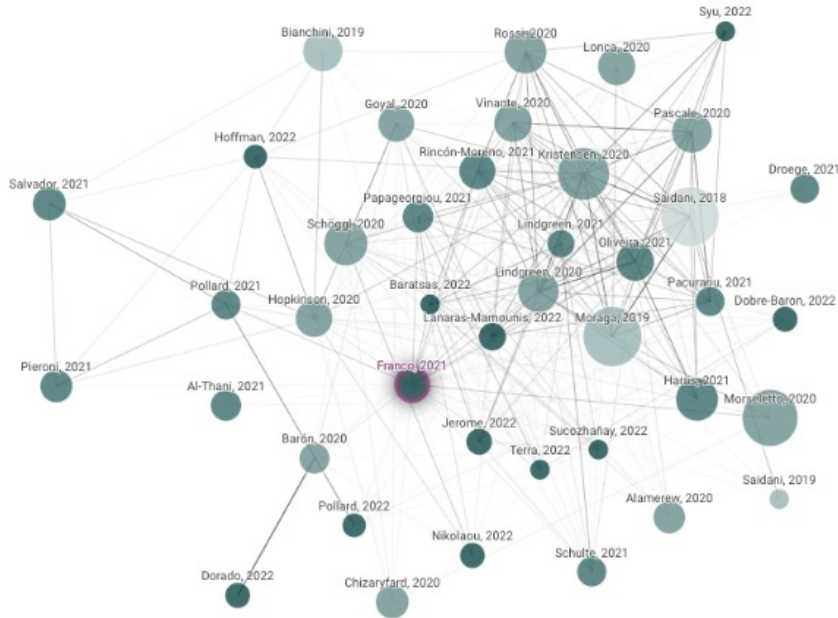 Syu, 2022
Bianchini, 2019
Rossi, 2020
Lonca, 2020
Goyal, 2020
Vinante, 2020
Pascale, 2020
Hoffman, 2022
Rincón-Moreno, 2021
Kristensen, 2020
Droege, 2021
Salvador, 2021
Papageorgiou, 2021
Saidani, 2018
Schöggl, 2020
Lindgreen, 2021
Oliveira, 2021
Lindgreen, 2020
Pollard, 2021
Baratsas, 2022
Pacurariu, 2021
Hopkinson, 2020
Dobre-Baron, 2022
Lanaras-Mamounis, 2022
Moraga, 2019
Pieroni, 2021
Franco, 2021
Al-Thani, 2021
Harus, 2021
Morseletto, 2020
Jerome, 2022
Sucozhañay, 2022
Barón, 2020
Terra, 2022
Saidani, 2019
Pollard, 2022
Alamerew, 2020
Nikolaou, 2022
Schulte, 2021
Dorado, 2022
Chizaryfard, 2020